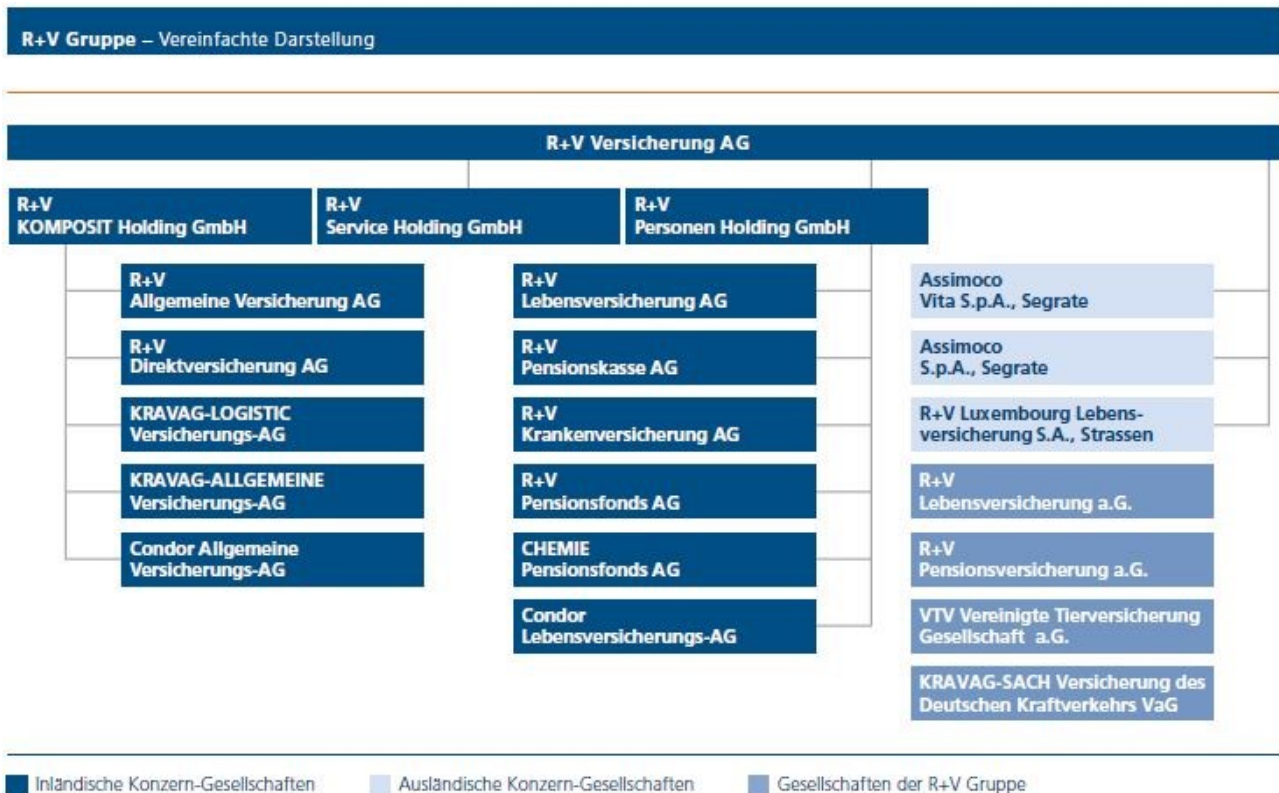 R+V Gruppe – Vereinfachte Darstellung
R+V Versicherung AG
R+V
KOMPOSIT Holding GmbH
R+V
Service Holding GmbH
R+V
Personen Holding GmbH
R+V
Allgemeine Versicherung AG
R+V
Direktversicherung AG
KRAVAG-LOGISTIC
Versicherungs-AG
KRAVAG-ALLGEMEINE
Versicherungs-AG
Condor Allgemeine
Versicherungs-AG
R+V
Lebensversicherung AG
R+V
Pensionskasse AG
R+V
Krankenversicherung AG
R+V
Pensionsfonds AG
CHEMIE
Pensionsfonds AG
Condor
Lebensversicherungs-AG
Assimoco
Vita S.p.A., Segrate
Assimoco
S.p.A., Segrate
R+V Luxembourg Lebens-
versicherung S.A., Strassen
R+V
Lebensversicherung a.G.
R+V
Pensionsversicherung a.G.
VTV Vereinigte Tierversicherung
Gesellschaft a.G.
KRAVAG-SACH Versicherung des
Deutschen Kraftverkehrs VaG
Inländische Konzern-Gesellschaften
Ausländische Konzern-Gesellschaften
Gesellschaften der R+V Gruppe